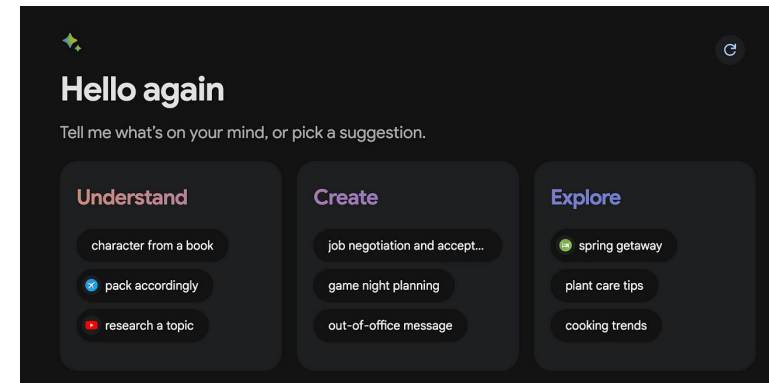 Hello again
Tell me what's on your mind, or pick a suggestion.
Understand
character from a book
pack accordingly
research a topic
Create
job negotiation and accept...
game night planning
out-of-office message
Explore
spring getaway
plant care tips
cooking trends